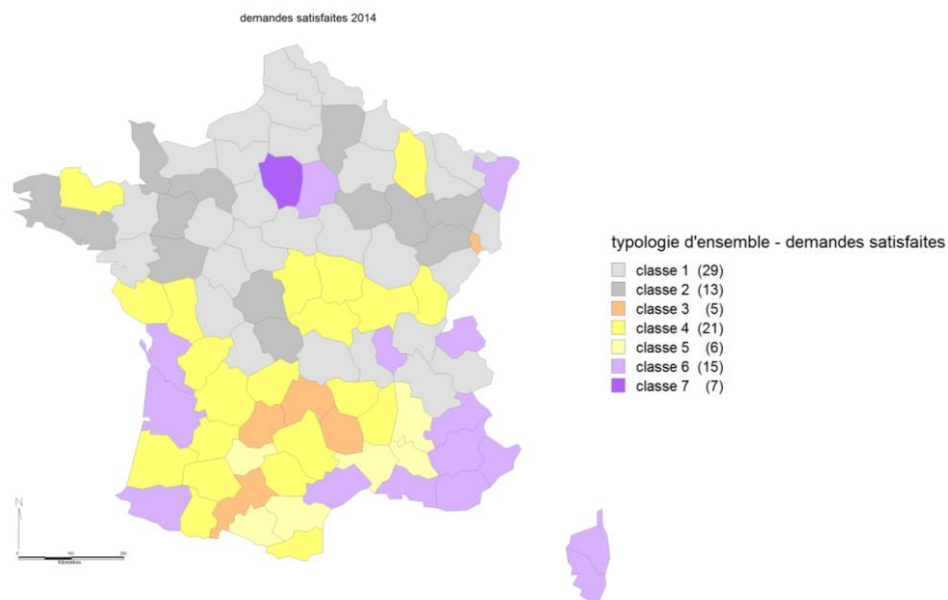 demandes satisfaites 2014
typologie d'ensemble - demandes satisfaites
classe 1 (29)
classe 2 (13)
classe 3 (5)
classe 4 (21)
classe 5 (6)
classe 6 (15)
classe 7 (7)
N
Kilomètres